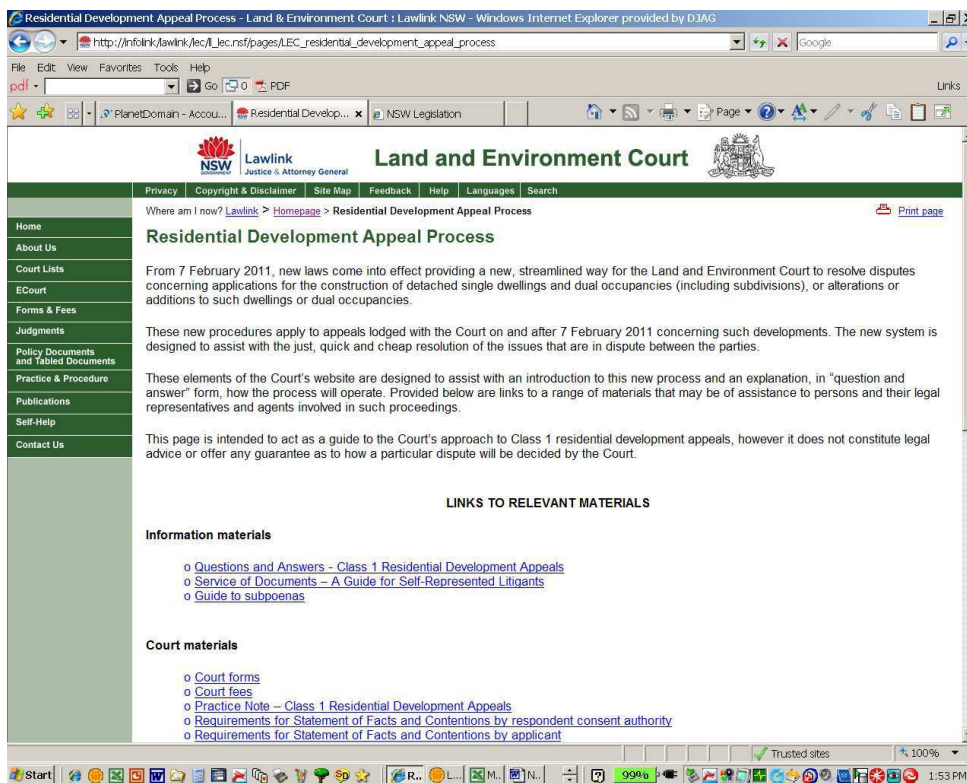 Residential Development Appeal Process - Land & Environment Court : Lawlink NSW - Windows Internet Explorer provided by DJAG
http://infolink/lawlink/lec/ll_lec.nsf/pages/LEC_residential_development_appeal_process
Google
File Edit View Favorites Tools Help
pdf Go 0 PDF
Links
PlanetDomain - Accou... Residential Develop... x NSW Legislation Page
NSW GOVERNMENT
Lawlink
Justice & Attorney General
Land and Environment Court
Privacy Copyright & Disclaimer Site Map Feedback Help Languages Search
Where am I now? Lawlink > Homepage > Residential Development Appeal Process
Print page
Home
About Us
Court Lists
ECourt
Forms & Fees
Judgments
Policy Documents
and Tabled Documents
Practice & Procedure
Publications
Self-Help
Contact Us
Residential Development Appeal Process
From 7 February 2011, new laws come into effect providing a new, streamlined way for the Land and Environment Court to resolve disputes
concerning applications for the construction of detached single dwellings and dual occupancies (including subdivisions), or alterations or
additions to such dwellings or dual occupancies.
These new procedures apply to appeals lodged with the Court on and after 7 February 2011 concerning such developments. The new system is
designed to assist with the just, quick and cheap resolution of the issues that are in dispute between the parties.
These elements of the Court's website are designed to assist with an introduction to this new process and an explanation, in "question and
answer" form, how the process will operate. Provided below are links to a range of materials that may be of assistance to persons and their legal
representatives and agents involved in such proceedings.
This page is intended to act as a guide to the Court's approach to Class 1 residential development appeals, however it does not constitute legal
advice or offer any guarantee as to how a particular dispute will be decided by the Court.
LINKS TO RELEVANT MATERIALS
Information materials
o Questions and Answers - Class 1 Residential Development Appeals
o Service of Documents – A Guide for Self-Represented Litigants
o Guide to subpoenas
Court materials
o Court forms
o Court fees
o Practice Note – Class 1 Residential Development Appeals
o Requirements for Statement of Facts and Contentions by respondent consent authority
o Requirements for Statement of Facts and Contentions by applicant
Trusted sites 100%
Start R.. L... M.. N.. 99% 1:53 PM